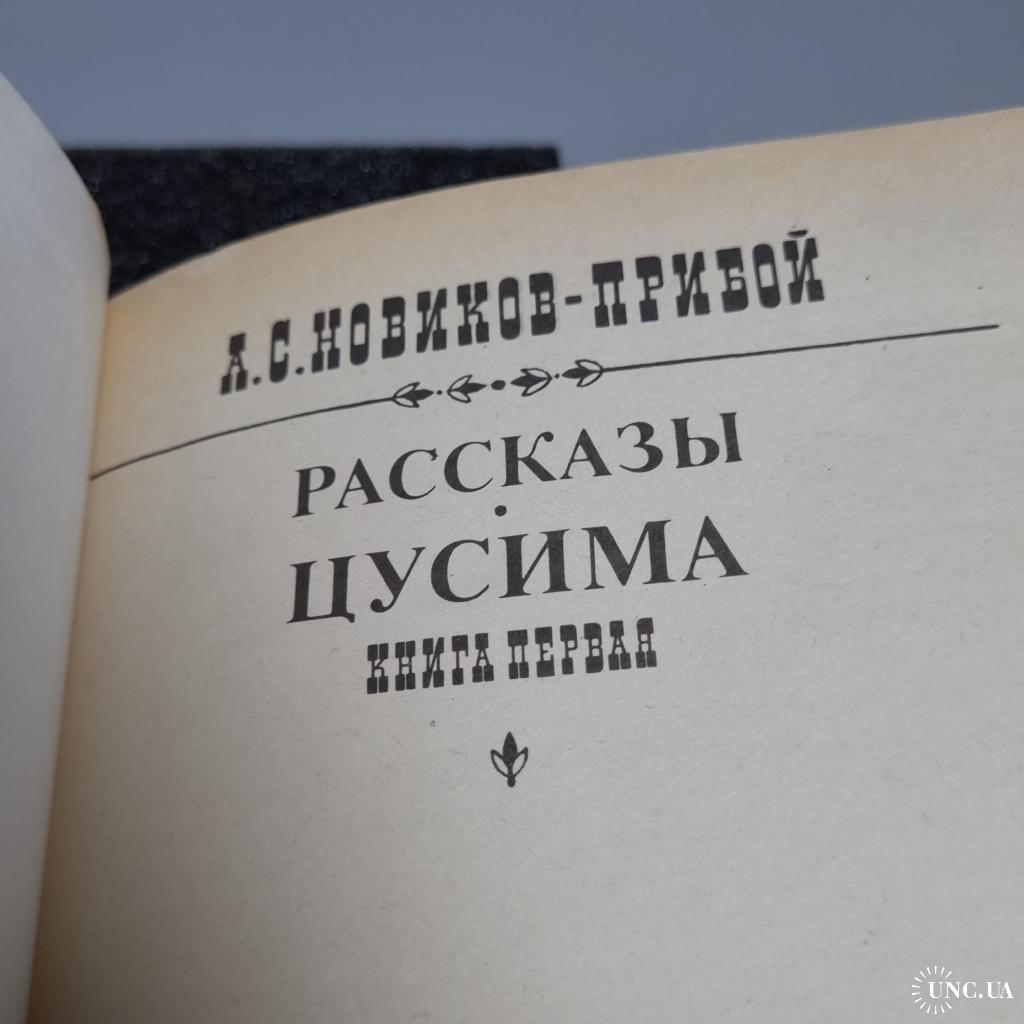 А.С.НОВИКОВ-ПРИБОЙ
РАССКАЗЫ
ЦУСИМА
КНИГА ПЕРВАЯ
UNC.UA